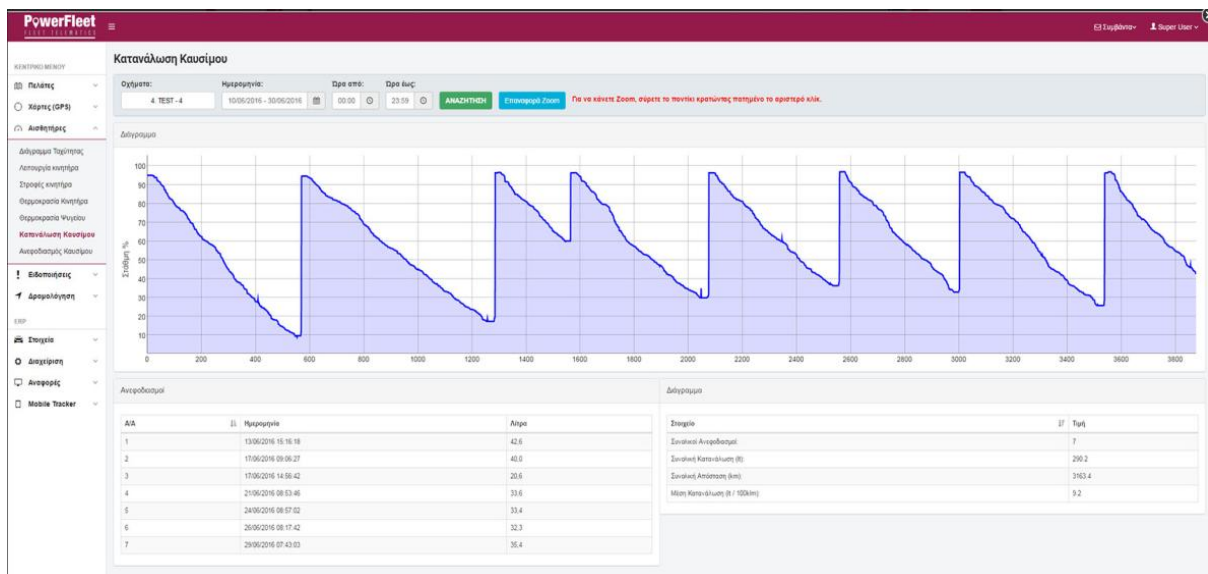 PowerFleet
FLEET TELEMATICS
Συμβάντα
Super User
ΚΕΝΤΡΙΚΟ ΜΕΝΟΥ
Πελάτες
Χάρτες (GPS)
Αισθητήρες
Διάγραμμα Ταχύτητας
Λειτουργία κινητήρα
Στροφές κινητήρα
Θερμοκρασία Κινητήρα
Θερμοκρασία Ψυγείου
Κατανάλωση Καυσίμου
Ανεφοδιασμός Καυσίμου
Ειδοποιήσεις
Δρομολόγηση
ERP
Στοιχεία
Διαχείριση
Αναφορές
Mobile Tracker
Κατανάλωση Καυσίμου
Οχήματα: Ημερομηνία: Ώρα από: Ώρα έως:
4. TEST - 4 10/06/2016 - 30/06/2016 00:00 23:59 ΑΝΑΖΗΤΗΣΗ Επαναφορά Zoom Για να κάνετε Zoom, σύρετε το ποντίκι κρατώντας πατημένο το αριστερό κλίκ.
Διάγραμμα
Στάθμη %
100
90
80
70
60
50
40
30
20
10
0 200 400 600 800 1000 1200 1400 1600 1800 2000 2200 2400 2600 2800 3000 3200 3400 3600 3800
Ανεφοδιασμοί
Α/Α Ημερομηνία Λίτρα
1 13/06/2016 15:16:18 42,6
2 17/06/2016 09:06:27 40,0
3 17/06/2016 14:56:42 20,6
4 21/06/2016 08:53:46 33,6
5 24/06/2016 08:57:02 33,4
6 26/06/2016 08:17:42 32,3
7 29/06/2016 07:43:03 35,4
Διάγραμμα
Στοιχείο Τιμή
Συνολικοί Ανεφοδιασμοί: 7
Συνολική Κατανάλωση (lt): 290.2
Συνολική Απόσταση (km): 3163.4
Μέση Κατανάλωση (lt / 100klm): 9.2